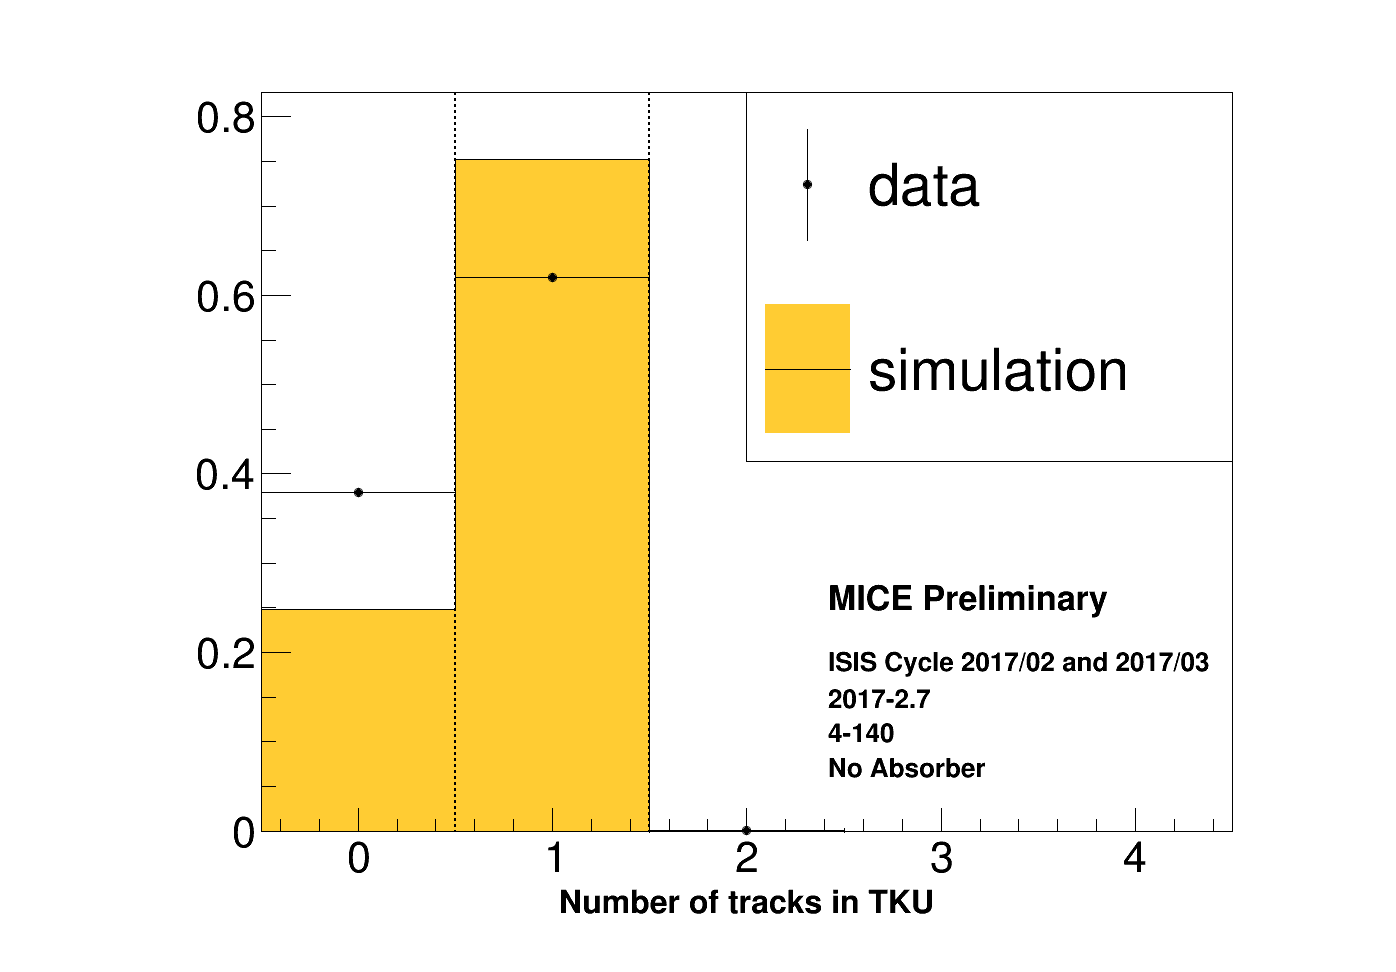 0.8
0.6
0.4
0.2
0
data
simulation
MICE Preliminary
ISIS Cycle 2017/02 and 2017/03
2017-2.7
4-140
No Absorber
0 1 2 3 4
Number of tracks in TKU